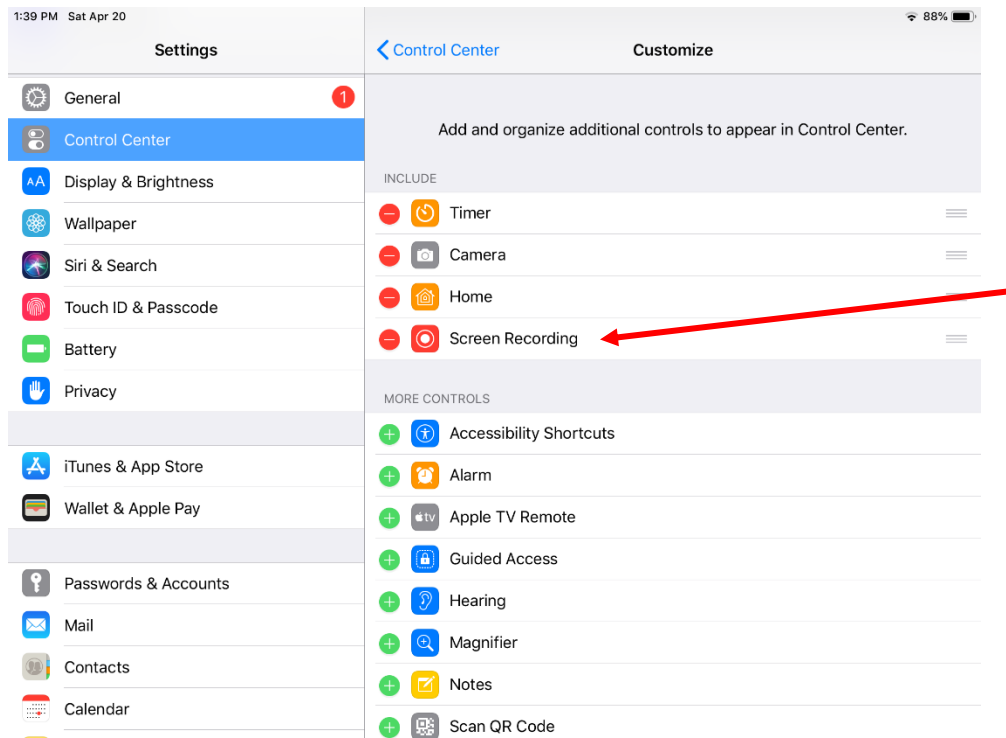 1:39 PM Sat Apr 20
88%
Settings
General
1
Control Center
Display & Brightness
Wallpaper
Siri & Search
Touch ID & Passcode
Battery
Privacy
iTunes & App Store
Wallet & Apple Pay
Passwords & Accounts
Mail
Contacts
Calendar
Control Center
Customize
Add and organize additional controls to appear in Control Center.
INCLUDE
Timer
Camera
Home
Screen Recording
MORE CONTROLS
Accessibility Shortcuts
Alarm
Apple TV Remote
Guided Access
Hearing
Magnifier
Notes
Scan QR Code